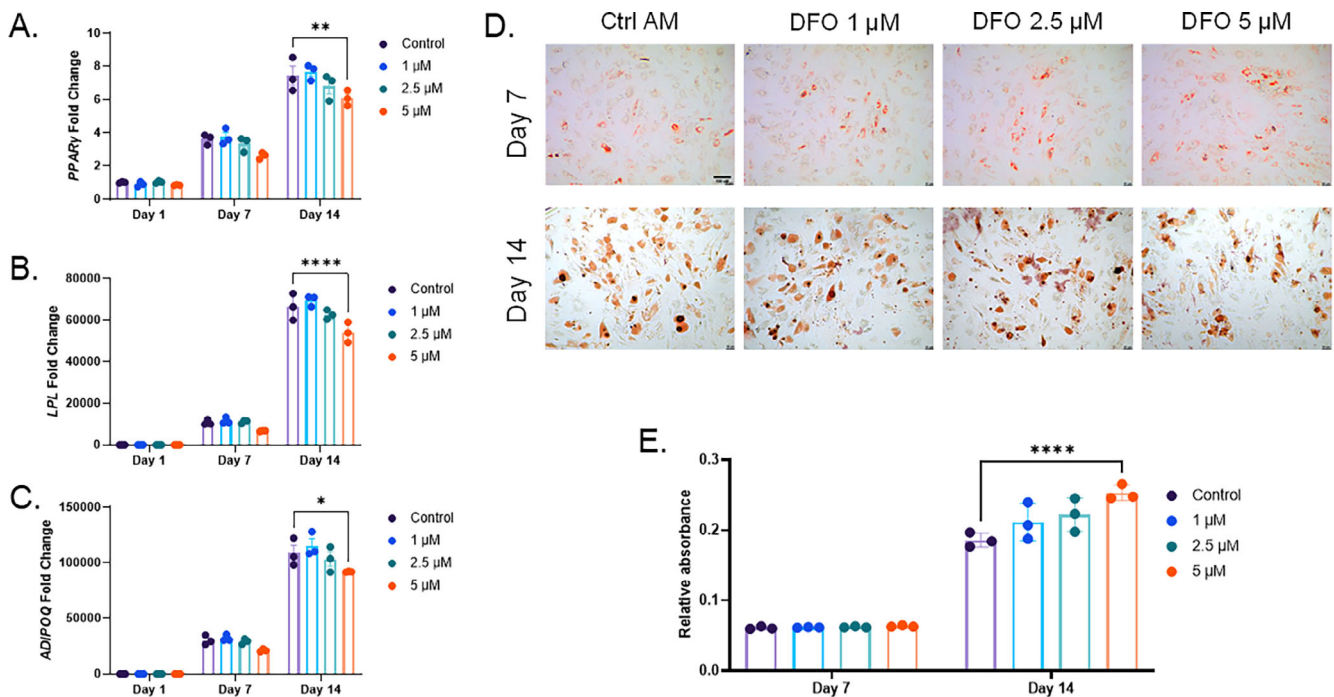 A.
**
10
8
6
4
2
0
PPARγ Fold Change
Day 1
Day 7
Day 14
Control
1 µM
2.5 µM
5 µM
B.
****
80000
60000
40000
20000
0
LPL Fold Change
Day 1
Day 7
Day 14
Control
1 µM
2.5 µM
5 µM
C.
*
150000
100000
50000
0
ADIPOQ Fold Change
Day 1
Day 7
Day 14
Control
1 µM
2.5 µM
5 µM
D.
Ctrl AM
DFO 1 µM
DFO 2.5 µM
DFO 5 µM
Day 7
Day 14
E.
****
0.3
0.2
0.1
0.0
Relative absorbance
Day 7
Day 14
Control
1 µM
2.5 µM
5 µM